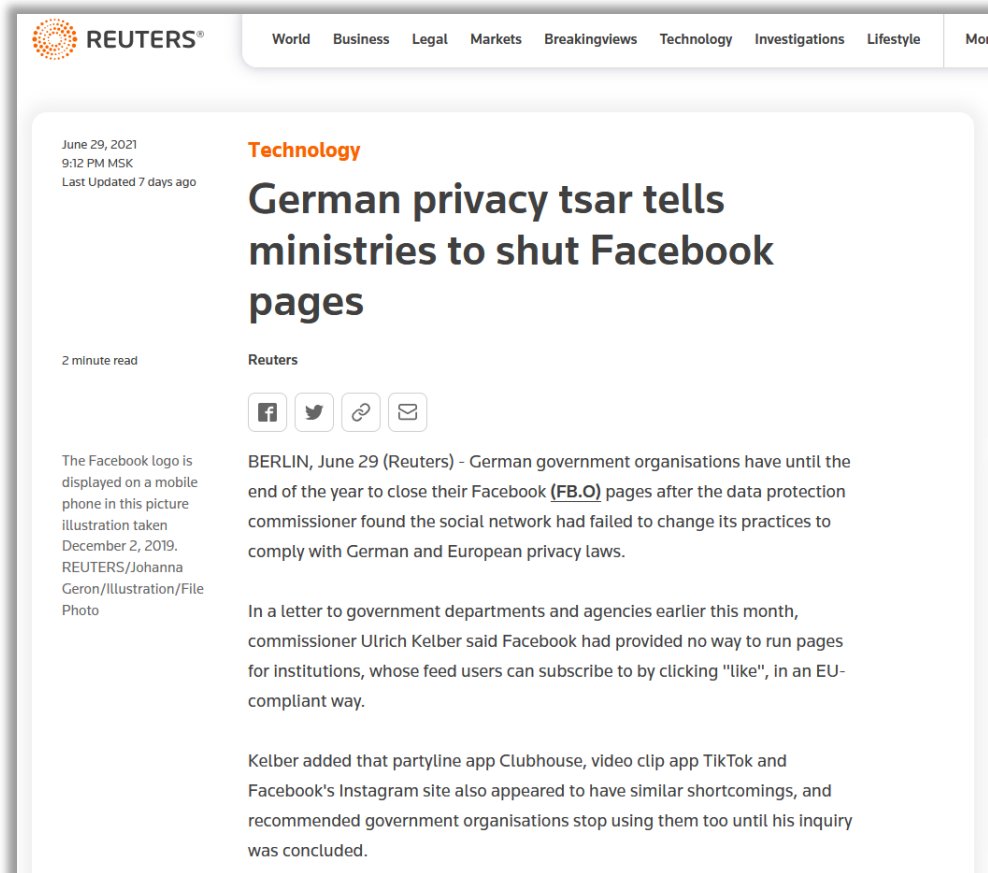 REUTERS®
World Business Legal Markets Breakingviews Technology Investigations Lifestyle
June 29, 2021
9:12 PM MSK
Last Updated 7 days ago
Technology
German privacy tsar tells
ministries to shut Facebook
pages
2 minute read
Reuters
The Facebook logo is
displayed on a mobile
phone in this picture
illustration taken
December 2, 2019.
REUTERS/Johanna
Geron/Illustration/File
Photo
BERLIN, June 29 (Reuters) - German government organisations have until the
end of the year to close their Facebook (FB.O) pages after the data protection
commissioner found the social network had failed to change its practices to
comply with German and European privacy laws.
In a letter to government departments and agencies earlier this month,
commissioner Ulrich Kelber said Facebook had provided no way to run pages
for institutions, whose feed users can subscribe to by clicking "like", in an EU-
compliant way.
Kelber added that partyline app Clubhouse, video clip app TikTok and
Facebook's Instagram site also appeared to have similar shortcomings, and
recommended government organisations stop using them too until his inquiry
was concluded.